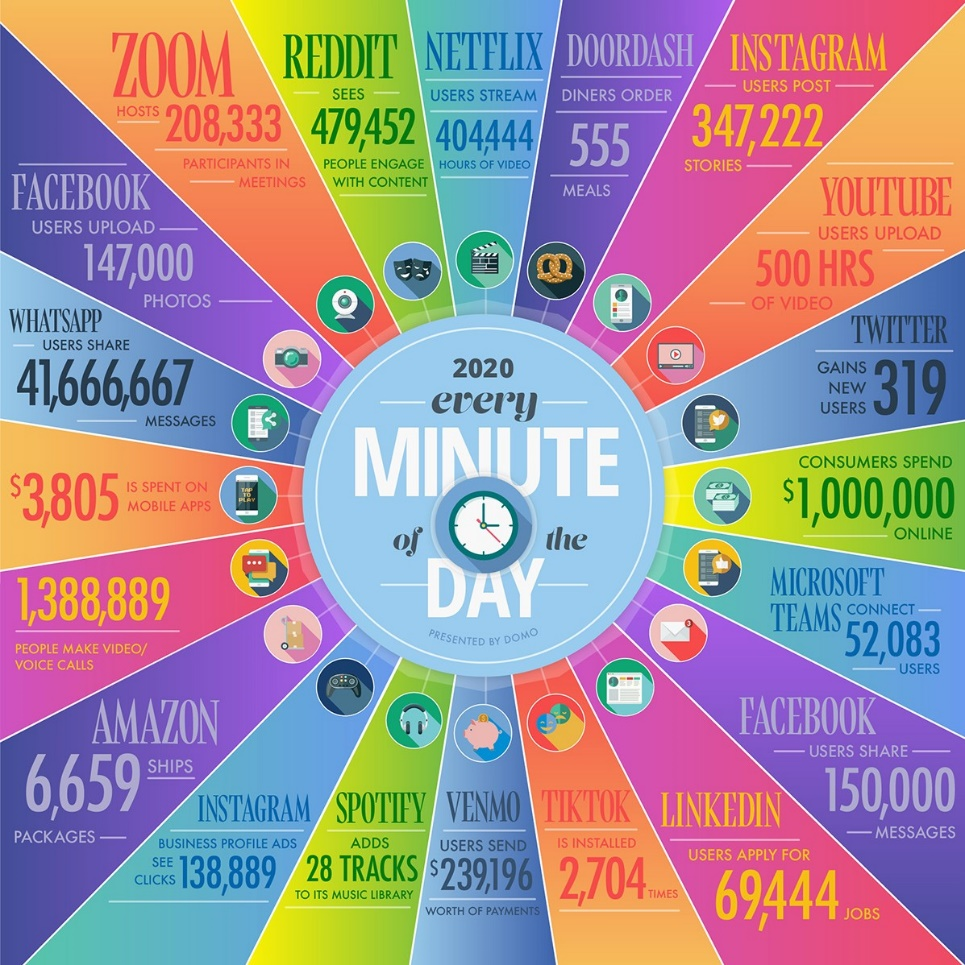 2020
every
MINUTE
of the
DAY
PRESENTED BY DOMO
ZOOM
HOSTS 208,333
PARTICIPANTS IN
MEETINGS
REDDIT
SEES
479,452
PEOPLE ENGAGE
WITH CONTENT
NETFLIX
USERS STREAM
404,444
HOURS OF VIDEO
DOORDASH
DINERS ORDER
555
MEALS
INSTAGRAM
USERS POST
347,222
STORIES
YOUTUBE
USERS UPLOAD
500 HRS
OF VIDEO
TWITTER
GAINS
NEW
USERS 319
CONSUMERS SPEND
$1,000,000
ONLINE
MICROSOFT
TEAMS CONNECT
52,083
USERS
FACEBOOK
USERS SHARE
150,000
MESSAGES
LINKEDIN
USERS APPLY FOR
69,444 JOBS
TIKTOK
IS INSTALLED
2,704 TIMES
VENMO
USERS SEND
$239,196
WORTH OF PAYMENTS
SPOTIFY
ADDS
28 TRACKS
TO ITS MUSIC LIBRARY
INSTAGRAM
BUSINESS PROFILE ADS
SEE
CLICKS 138,889
AMAZON
6,659 SHIPS
PACKAGES
1,388,889
PEOPLE MAKE VIDEO/
VOICE CALLS
$3,805 IS SPENT ON
MOBILE APPS
TAP
TO
PLAY
WHATSAPP
USERS SHARE
41,666,667
MESSAGES
FACEBOOK
USERS UPLOAD
147,000
PHOTOS
3